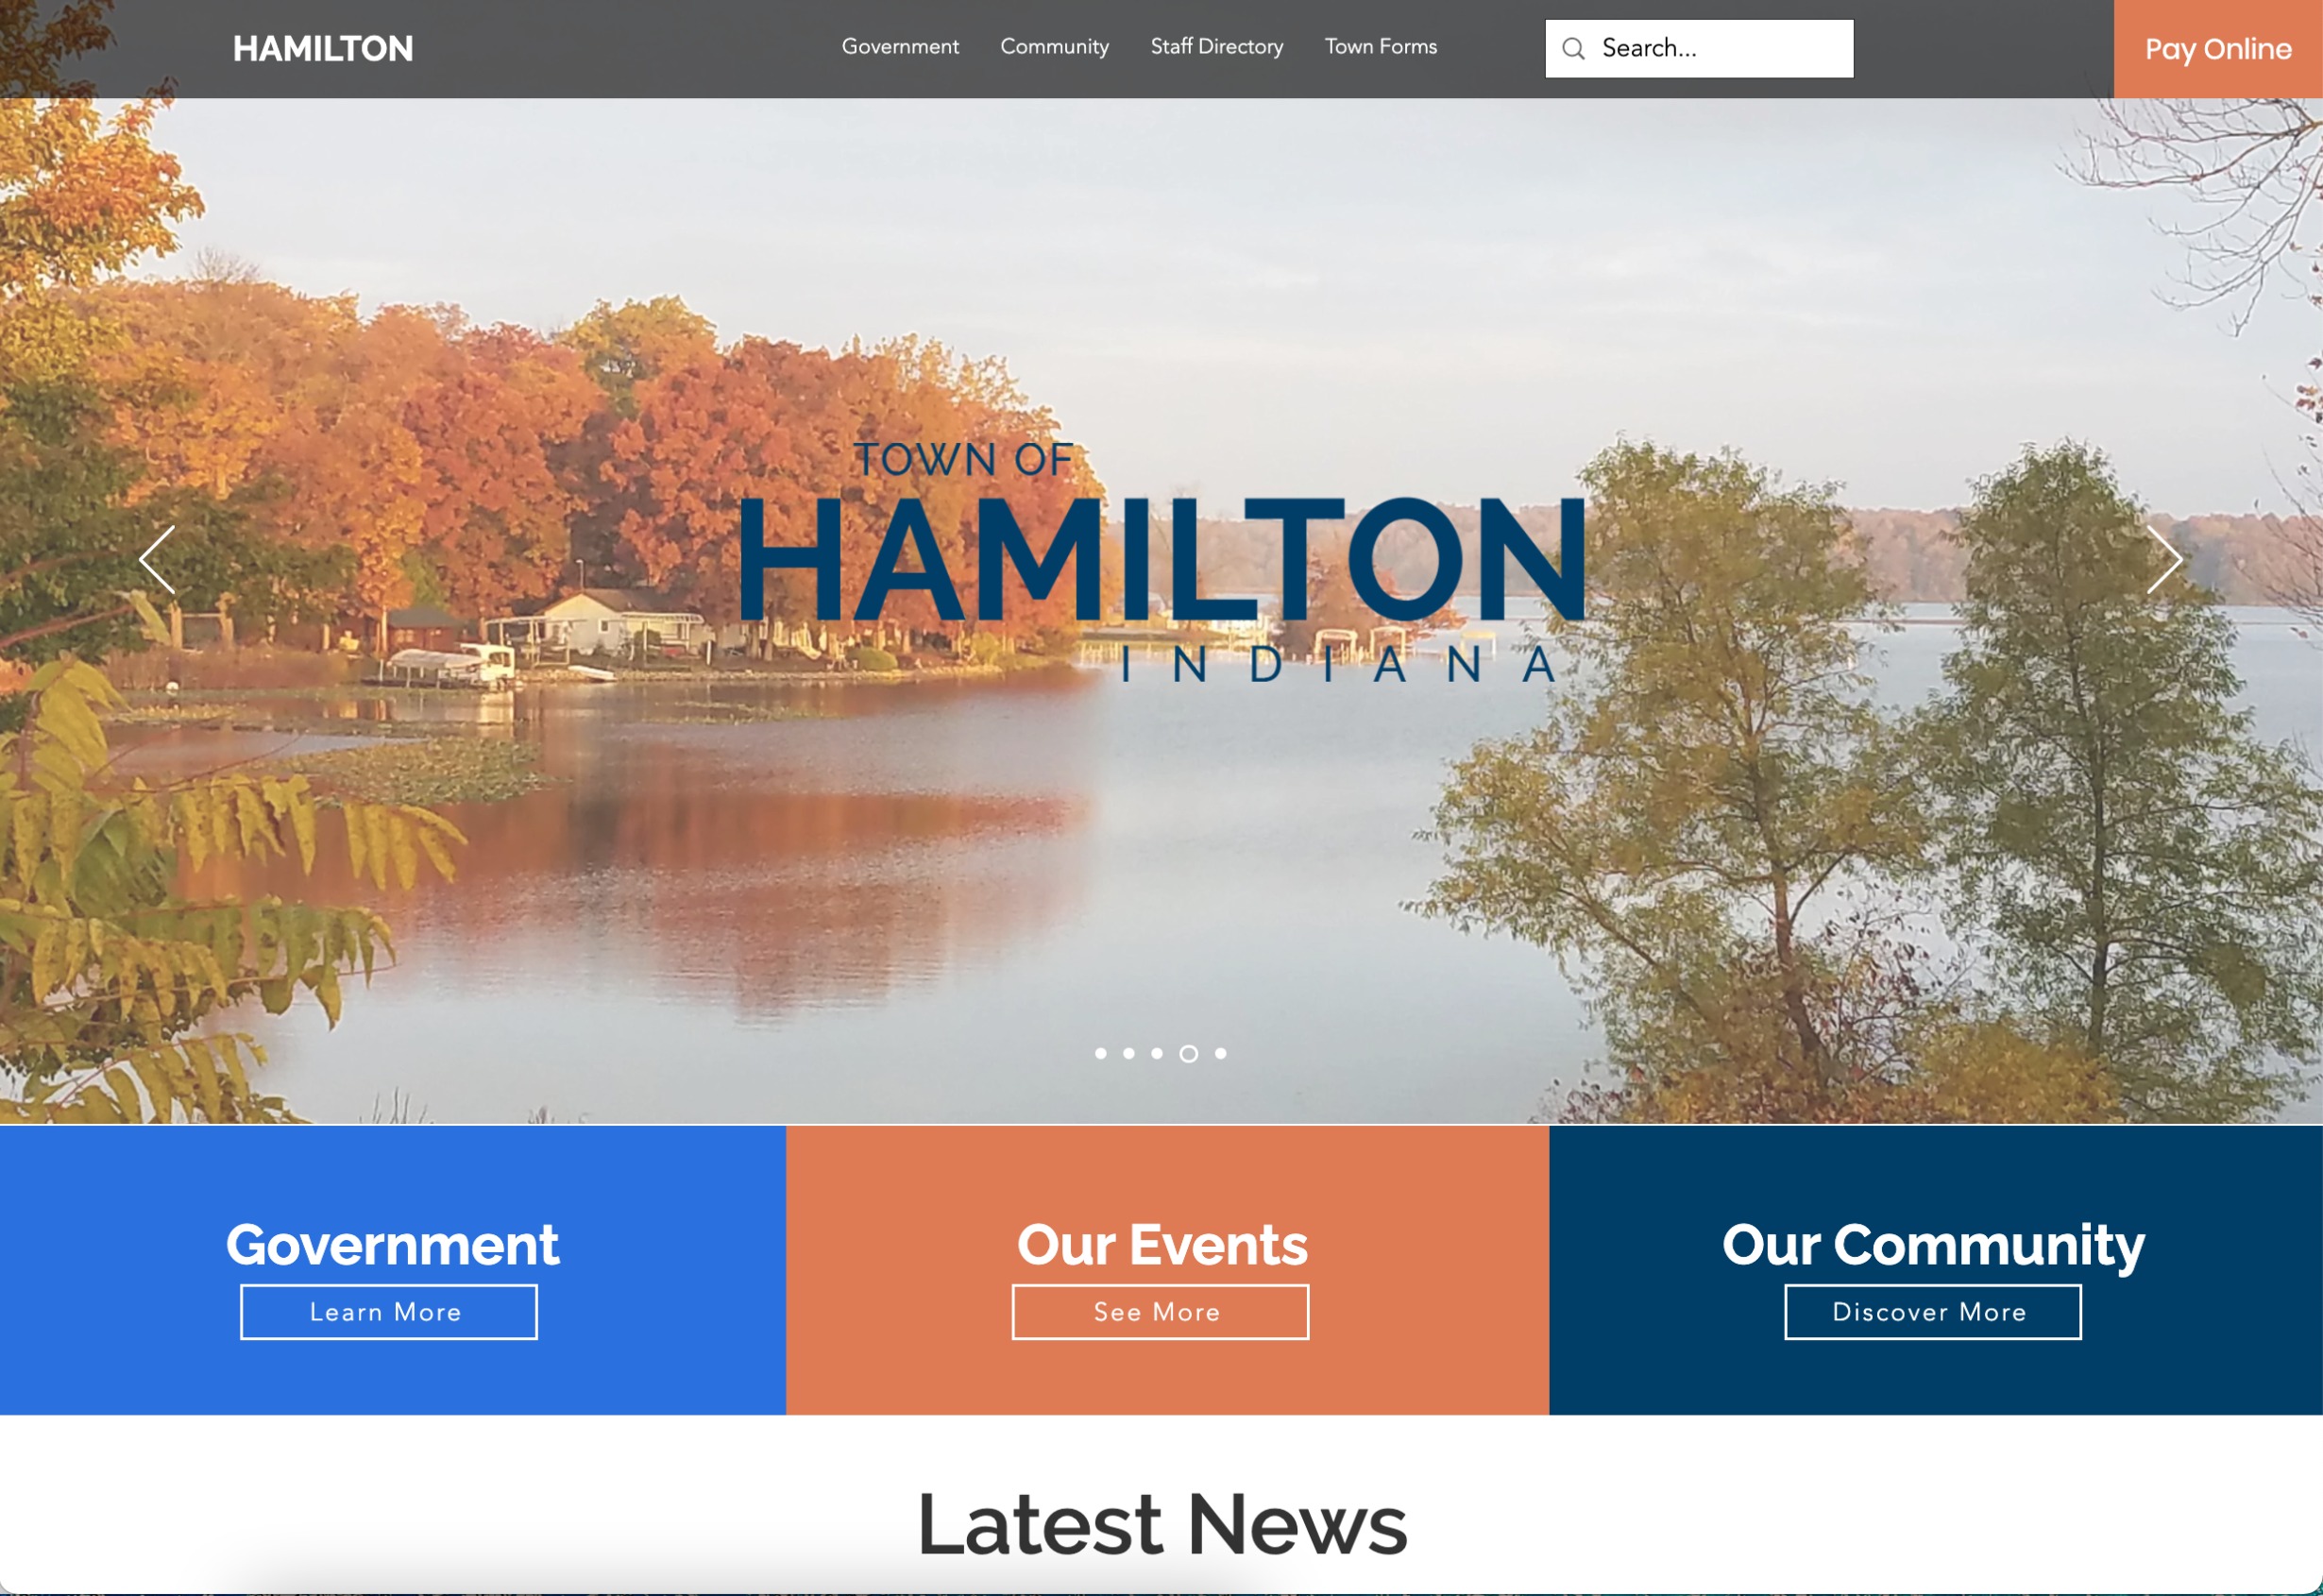 HAMILTON
Government Community Staff Directory Town Forms
Search...
Pay Online
TOWN OF
HAMILTON
INDIANA
Government
Learn More
Our Events
See More
Our Community
Discover More
Latest News